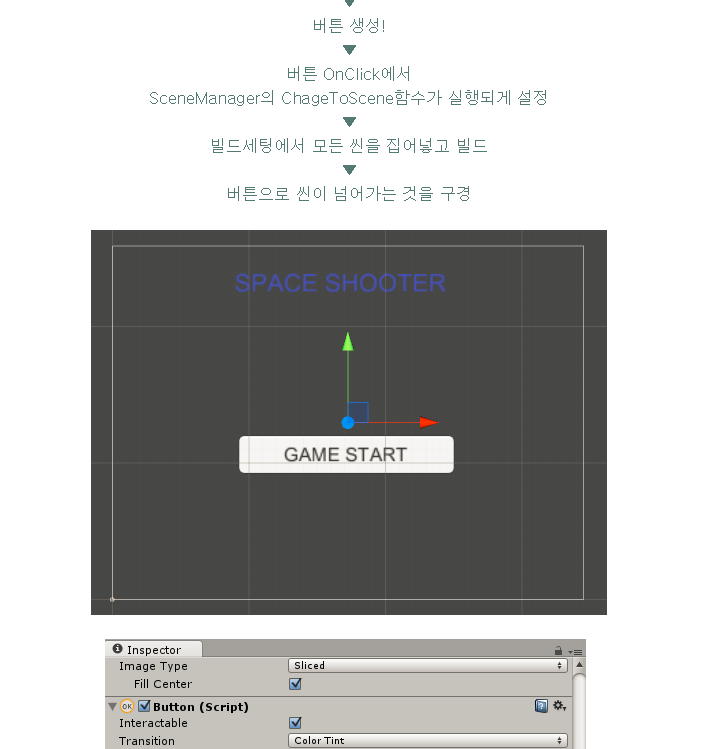 버튼 생성!
버튼 OnClick에서
SceneManager의 ChageToScene함수가 실행되게 설정
빌드세팅에서 모든 씬을 집어넣고 빌드
버튼으로 씬이 넘어가는 것을 구경
SPACE SHOOTER
GAME START
Inspector
Image Type Sliced
Fill Center
OK Button (Script)
Interactable
Transition Color Tint